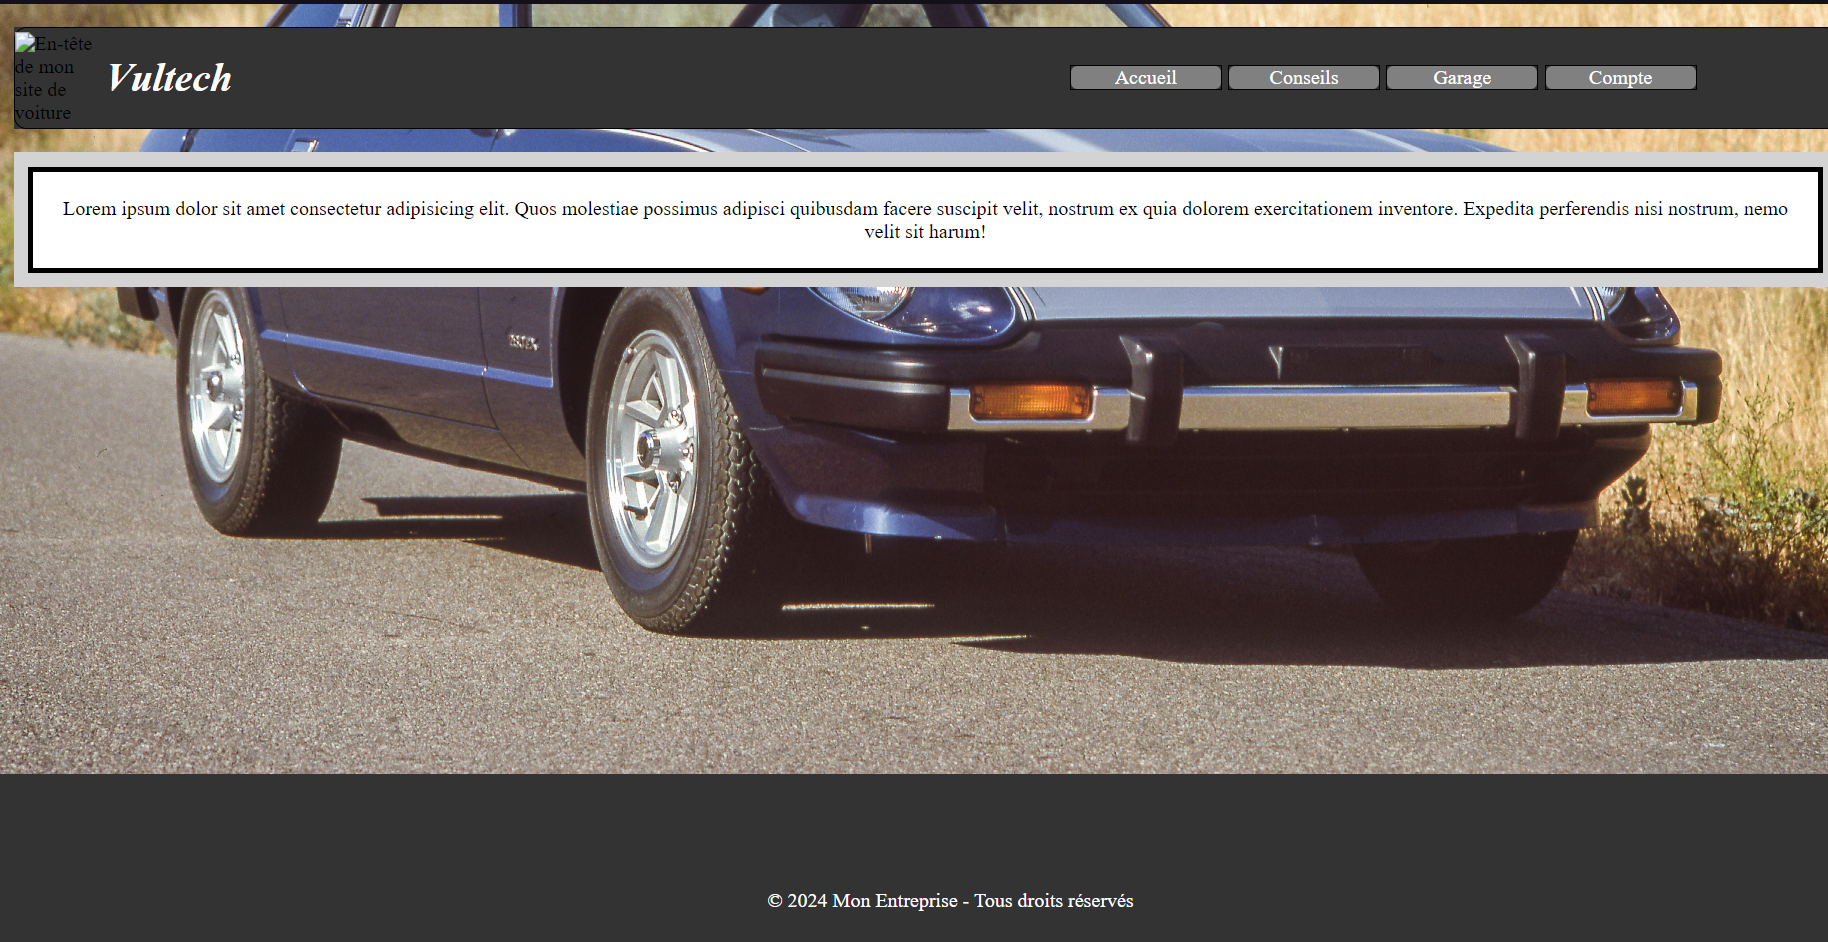 En-tête
de mon
site de
voiture
Vultech
Accueil
Conseils
Garage
Compte
Lorem ipsum dolor sit amet consectetur adipisicing elit. Quos molestiae possimus adipisci quibusdam facere suscipit velit, nostrum ex quia dolorem exercitationem inventore. Expedita perferendis nisi nostrum, nemo
velit sit harum!
© 2024 Mon Entreprise - Tous droits réservés